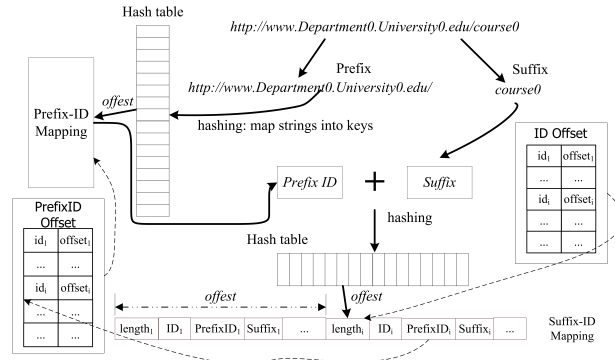 Hash table
http://www.Department0.University0.edu/course0
Prefix
http://www.Department0.University0.edu/
Suffix
course0
offest
Prefix-ID
Mapping
hashing: map strings into keys
ID Offset
id1 offset1
... ...
idi offseti
... ...
... ...
Prefix ID
+
Suffix
PrefixID
Offset
id1 offset1
... ...
idi offseti
... ...
... ...
hashing
Hash table
offest
offest
length1 ID1 PrefixID1 Suffix1 ... lengthi IDi PrefixIDi Suffixi ...
Suffix-ID
Mapping